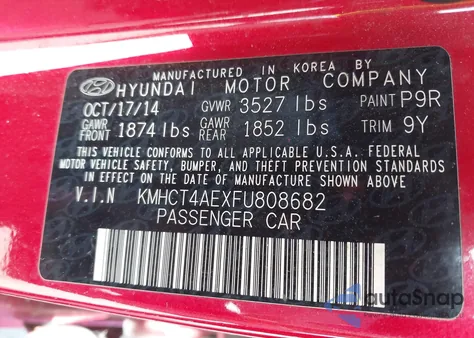 MANUFACTURED IN KOREA BY
HYUNDAI MOTOR COMPANY
OCT/17/14 GVWR 3527 lbs PAINT P9R
GAWR FRONT 1874 lbs GAWR REAR 1852 lbs TRIM 9Y
THIS VEHICLE CONFORMS TO ALL APPLICABLE U.S.A. FEDERAL
MOTOR VEHICLE SAFETY, BUMPER, AND THEFT PREVENTION STANDARDS
IN EFFECT ON THE DATE OF MANUFACTURE SHOWN ABOVE.
V.I.N KMHCT4AEXFU808682
PASSENGER CAR
autoSnap